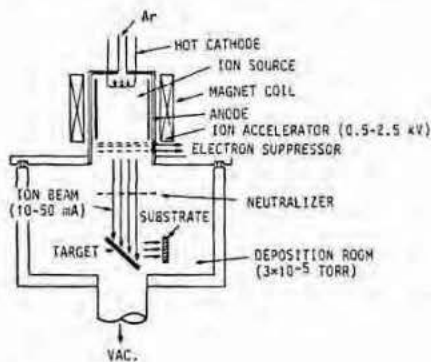 Ar
HOT CATHODE
ION SOURCE
MAGNET COIL
ANODE
ION ACCELERATOR (0.5-2.5 kV)
ELECTRON SUPPRESSOR
ION BEAM
(10-50 mA)
NEUTRALIZER
SUBSTRATE
TARGET
DEPOSITION ROOM
(3×10-5 TORR)
VAC.